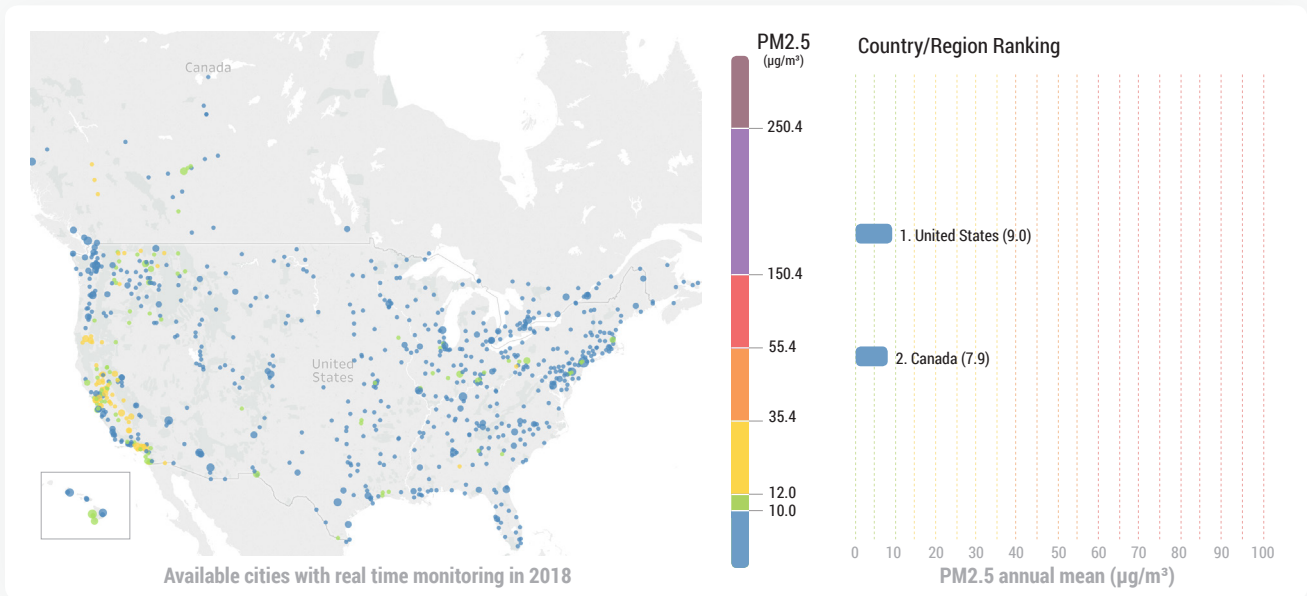 Canada
United
States
Available cities with real time monitoring in 2018
PM2.5
(µg/m³)
250.4
150.4
55.4
35.4
12.0
10.0
Country/Region Ranking
1. United States (9.0)
2. Canada (7.9)
0 10 20 30 40 50 60 70 80 90 100
PM2.5 annual mean (µg/m³)